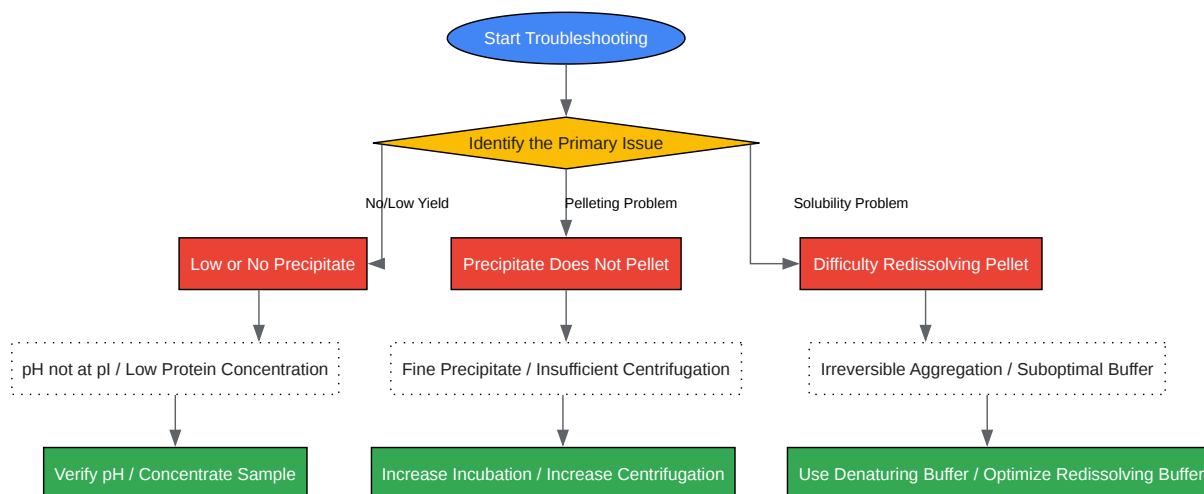 Start Troubleshooting
Identify the Primary Issue
No/Low Yield
Pelleting Problem
Solubility Problem
Low or No Precipitate
Precipitate Does Not Pellet
Difficulty Redissolving Pellet
pH not at pI / Low Protein Concentration
Fine Precipitate / Insufficient Centrifugation
Irreversible Aggregation / Suboptimal Buffer
Verify pH / Concentrate Sample
Increase Incubation / Increase Centrifugation
Use Denaturing Buffer / Optimize Redissolving Buffer